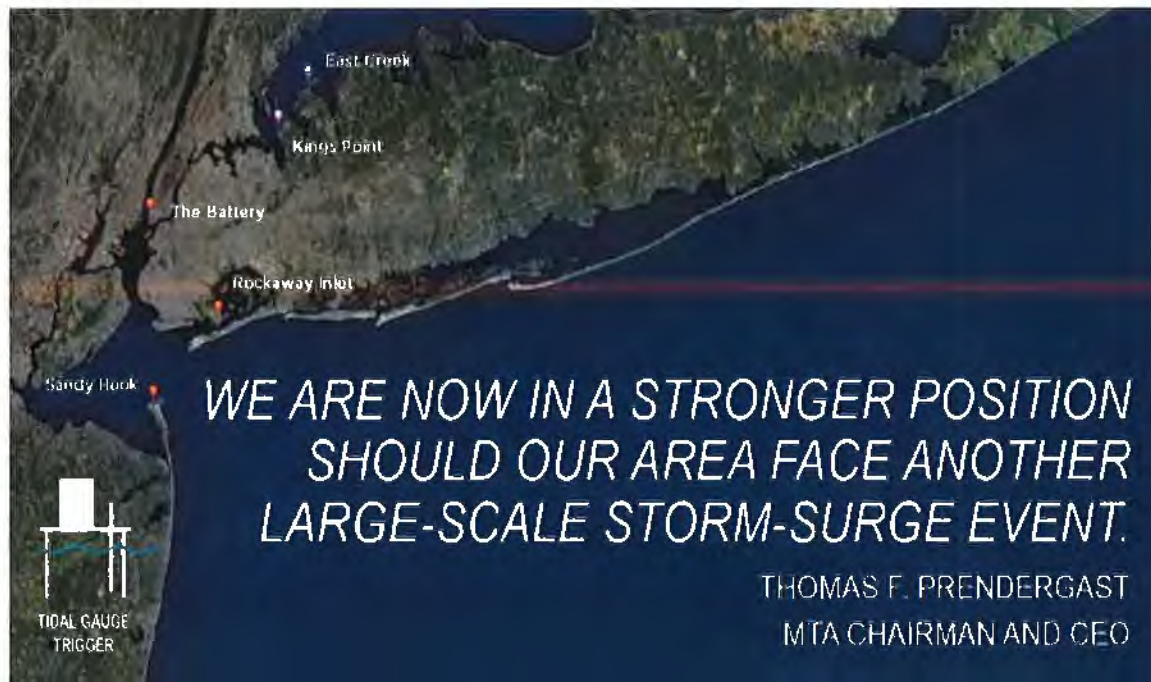 East Creek
Kings Point
The Battery
Rockaway Inlet
Sandy Hook
WE ARE NOW IN A STRONGER POSITION
SHOULD OUR AREA FACE ANOTHER
LARGE-SCALE STORM-SURGE EVENT.
THOMAS F. PRENDERGAST
MTA CHAIRMAN AND CEO
TIDAL GAUGE
TRIGGER